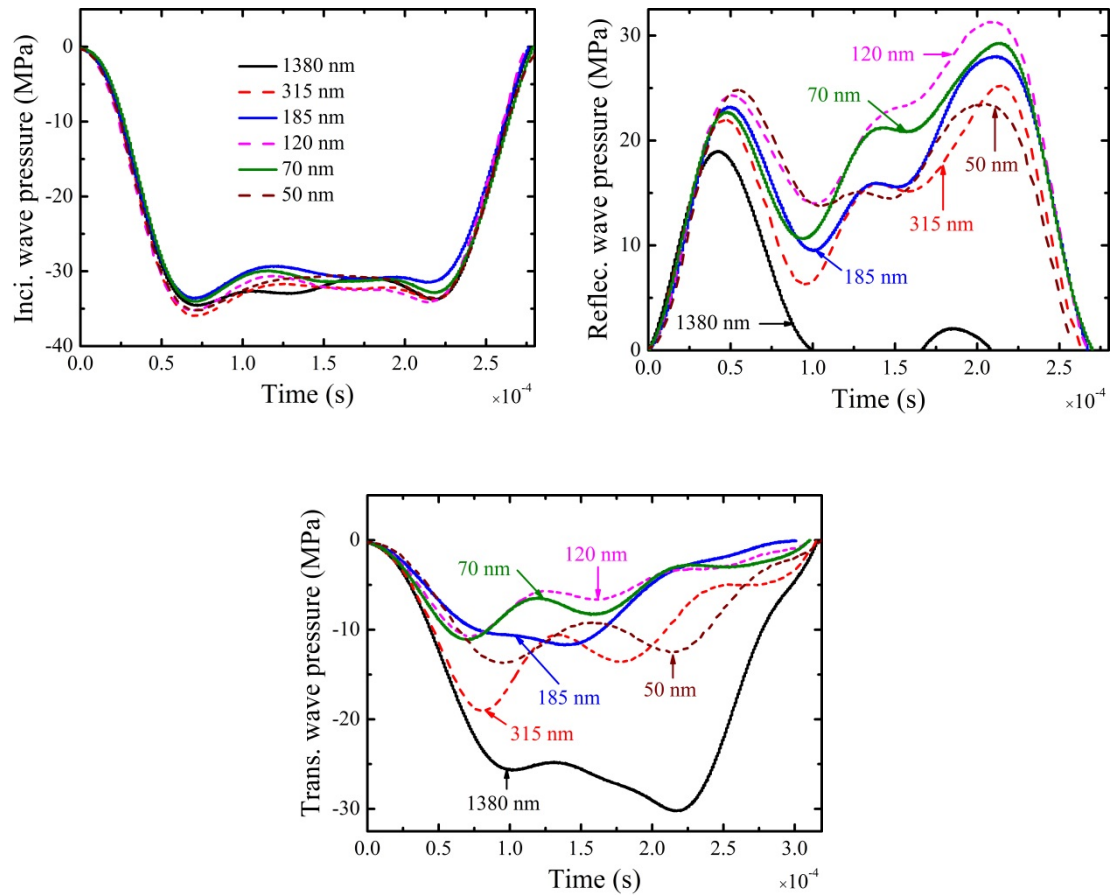 Inci. wave pressure (MPa)
0
-10
-20
-30
-40
1380 nm
315 nm
185 nm
120 nm
70 nm
50 nm
0.0 0.5 1.0 1.5 2.0 2.5
Time (s)
×10⁻⁴
Reflec. wave pressure (MPa)
30
20
10
0
120 nm
70 nm
50 nm
315 nm
185 nm
1380 nm
0.0 0.5 1.0 1.5 2.0 2.5
Time (s)
×10⁻⁴
Trans. wave pressure (MPa)
0
-10
-20
-30
120 nm
70 nm
185 nm
50 nm
315 nm
1380 nm
0.0 0.5 1.0 1.5 2.0 2.5 3.0
Time (s)
×10⁻⁴